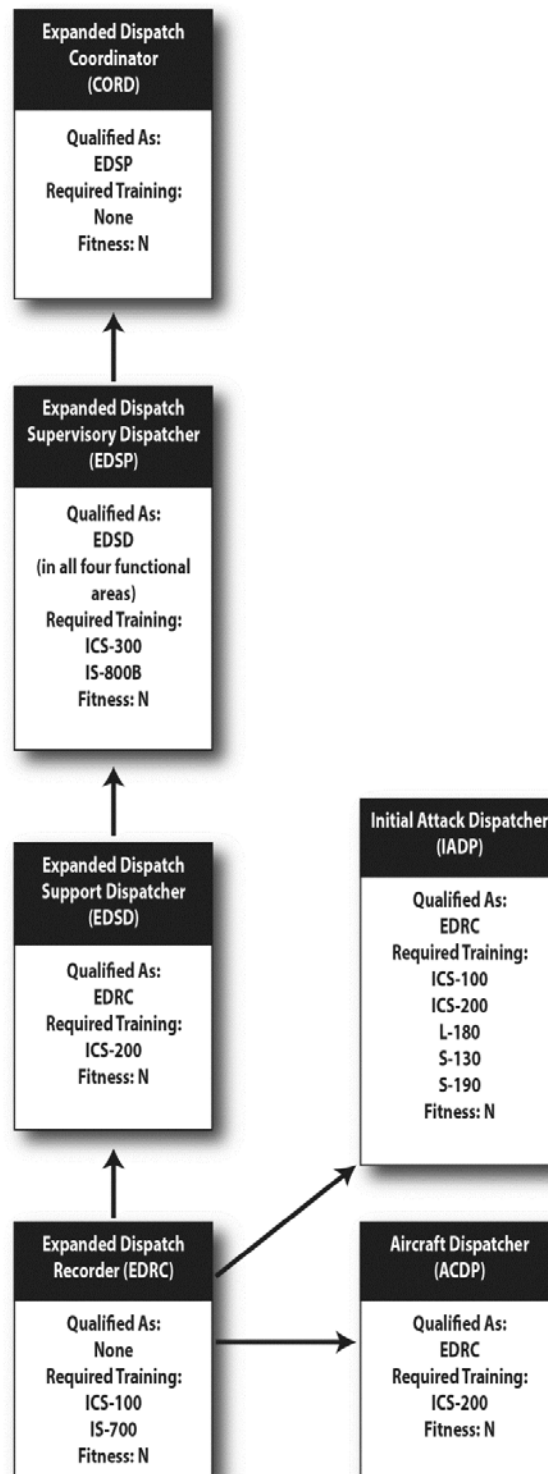 Expanded Dispatch
Coordinator
(CORD)
Qualified As:
EDSP
Required Training:
None
Fitness: N
Expanded Dispatch
Supervisory Dispatcher
(EDSP)
Qualified As:
EDSD
(in all four functional
areas)
Required Training:
ICS-300
IS-800B
Fitness: N
Expanded Dispatch
Support Dispatcher
(EDSD)
Qualified As:
EDRC
Required Training:
ICS-200
Fitness: N
Initial Attack Dispatcher
(IADP)
Qualified As:
EDRC
Required Training:
ICS-100
ICS-200
L-180
S-130
S-190
Fitness: N
Expanded Dispatch
Recorder (EDRC)
Qualified As:
None
Required Training:
ICS-100
IS-700
Fitness: N
Aircraft Dispatcher
(ACDP)
Qualified As:
EDRC
Required Training:
ICS-200
Fitness: N